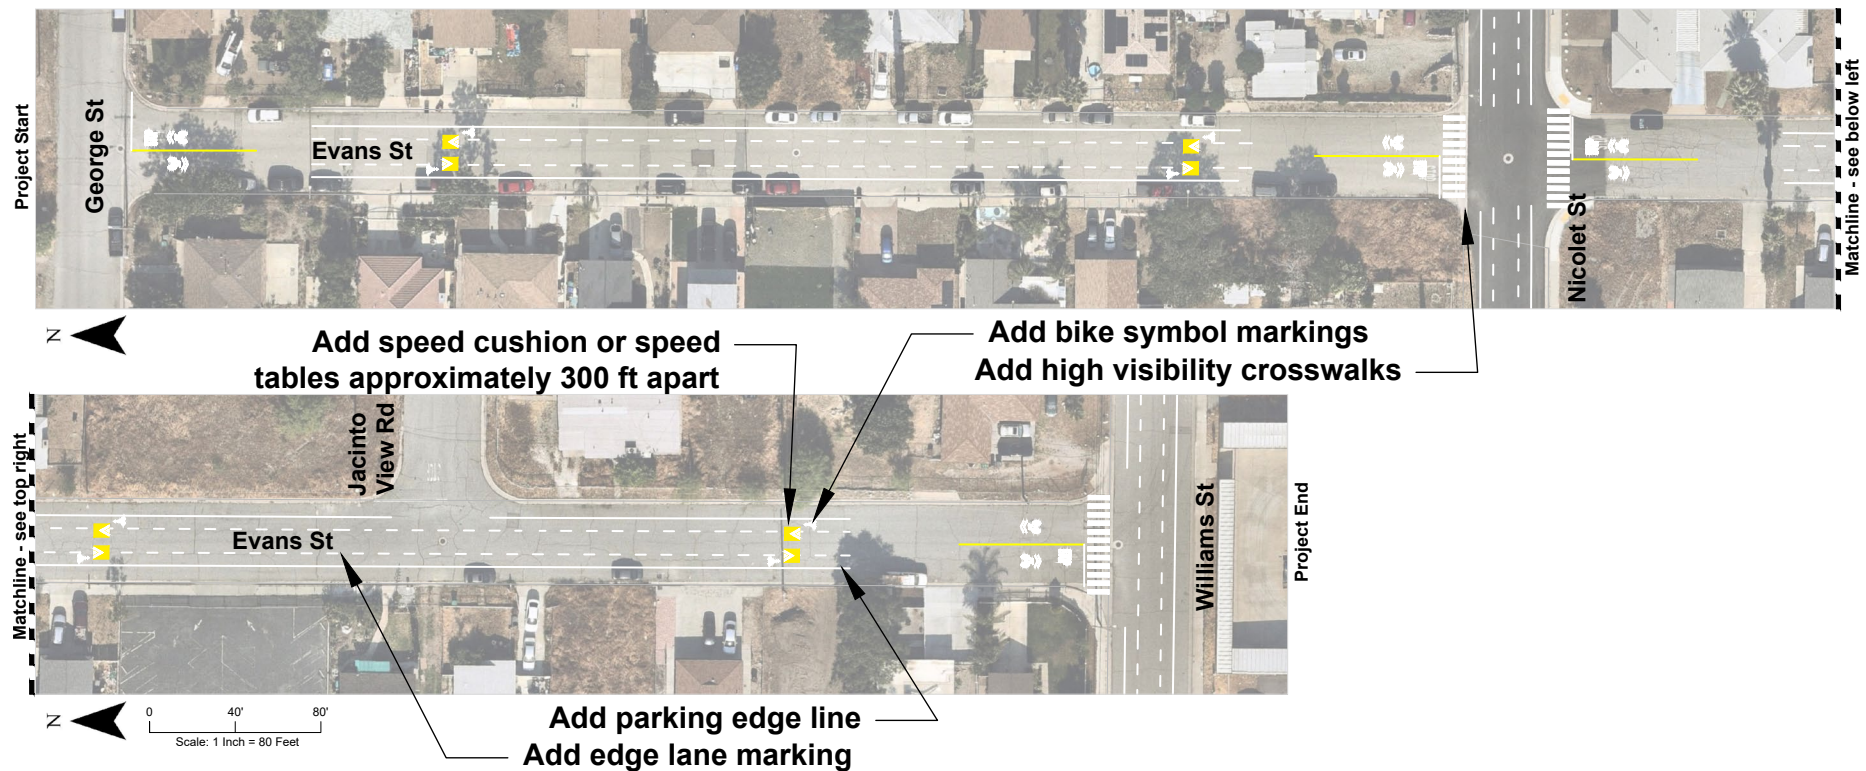 Project Start
George St
Evans St
Nicolet St
Matchline - see below left
N
Add speed cushion or speed
tables approximately 300 ft apart
Add bike symbol markings
Add high visibility crosswalks
Matchline - see top right
Jacinto
View Rd
Evans St
Williams St
Project End
N
0 40' 80'
Scale: 1 Inch = 80 Feet
Add parking edge line
Add edge lane marking